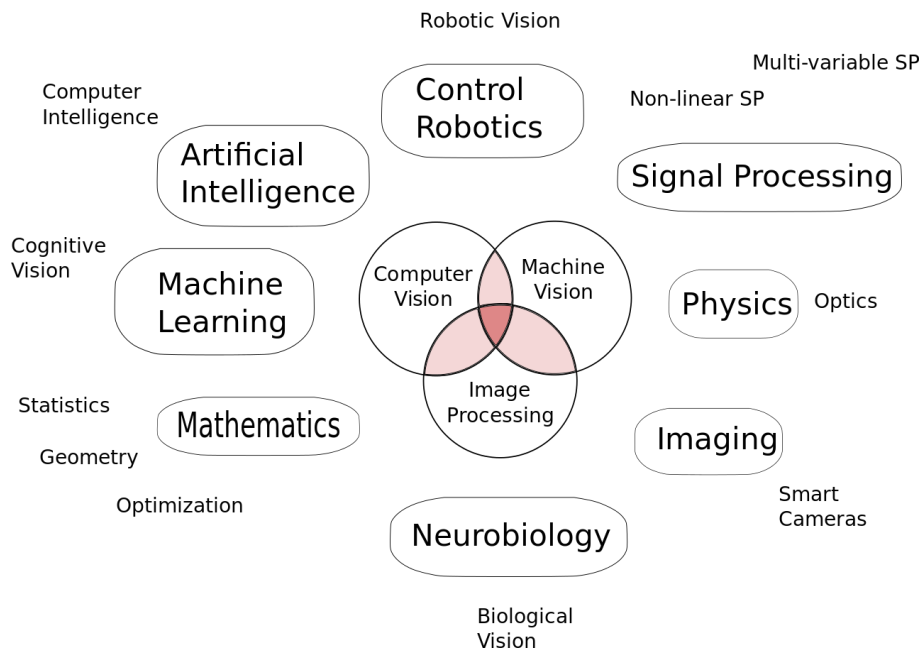 Robotic Vision
Multi-variable SP
Computer
Intelligence
Control
Robotics
Non-linear SP
Artificial
Intelligence
Signal Processing
Cognitive
Vision
Machine
Learning
Computer
Vision
Machine
Vision
Physics
Optics
Image
Processing
Statistics
Mathematics
Geometry
Imaging
Optimization
Smart
Cameras
Neurobiology
Biological
Vision